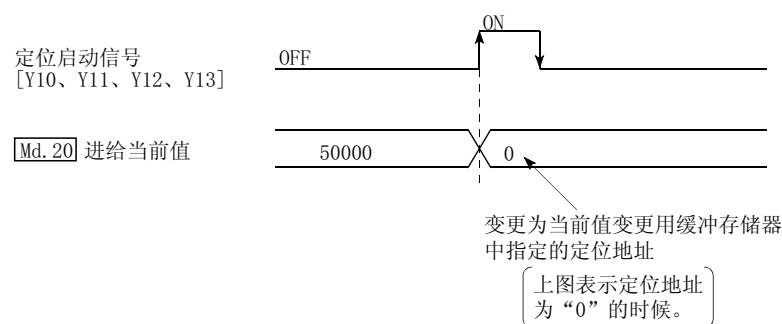 ON
定位启动信号
OFF
[Y10、Y11、Y12、Y13]
Md.20 进给当前值
50000
0
变更为当前值变更用缓冲存储器
中指定的定位地址
上图表示定位地址
为“0”的时候。